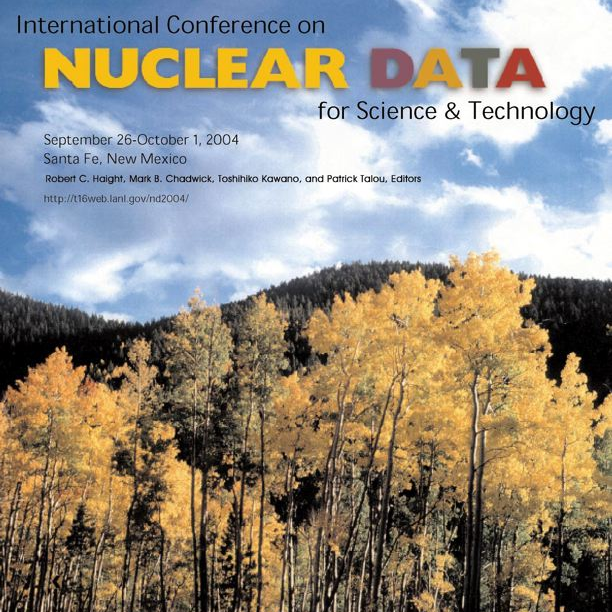 International Conference on
NUCLEAR DATA
for Science & Technology
September 26-October 1, 2004
Santa Fe, New Mexico
Robert C. Haight, Mark B. Chadwick, Toshihiko Kawano, and Patrick Talou, Editors
http://t16web.lanl.gov/nd2004/